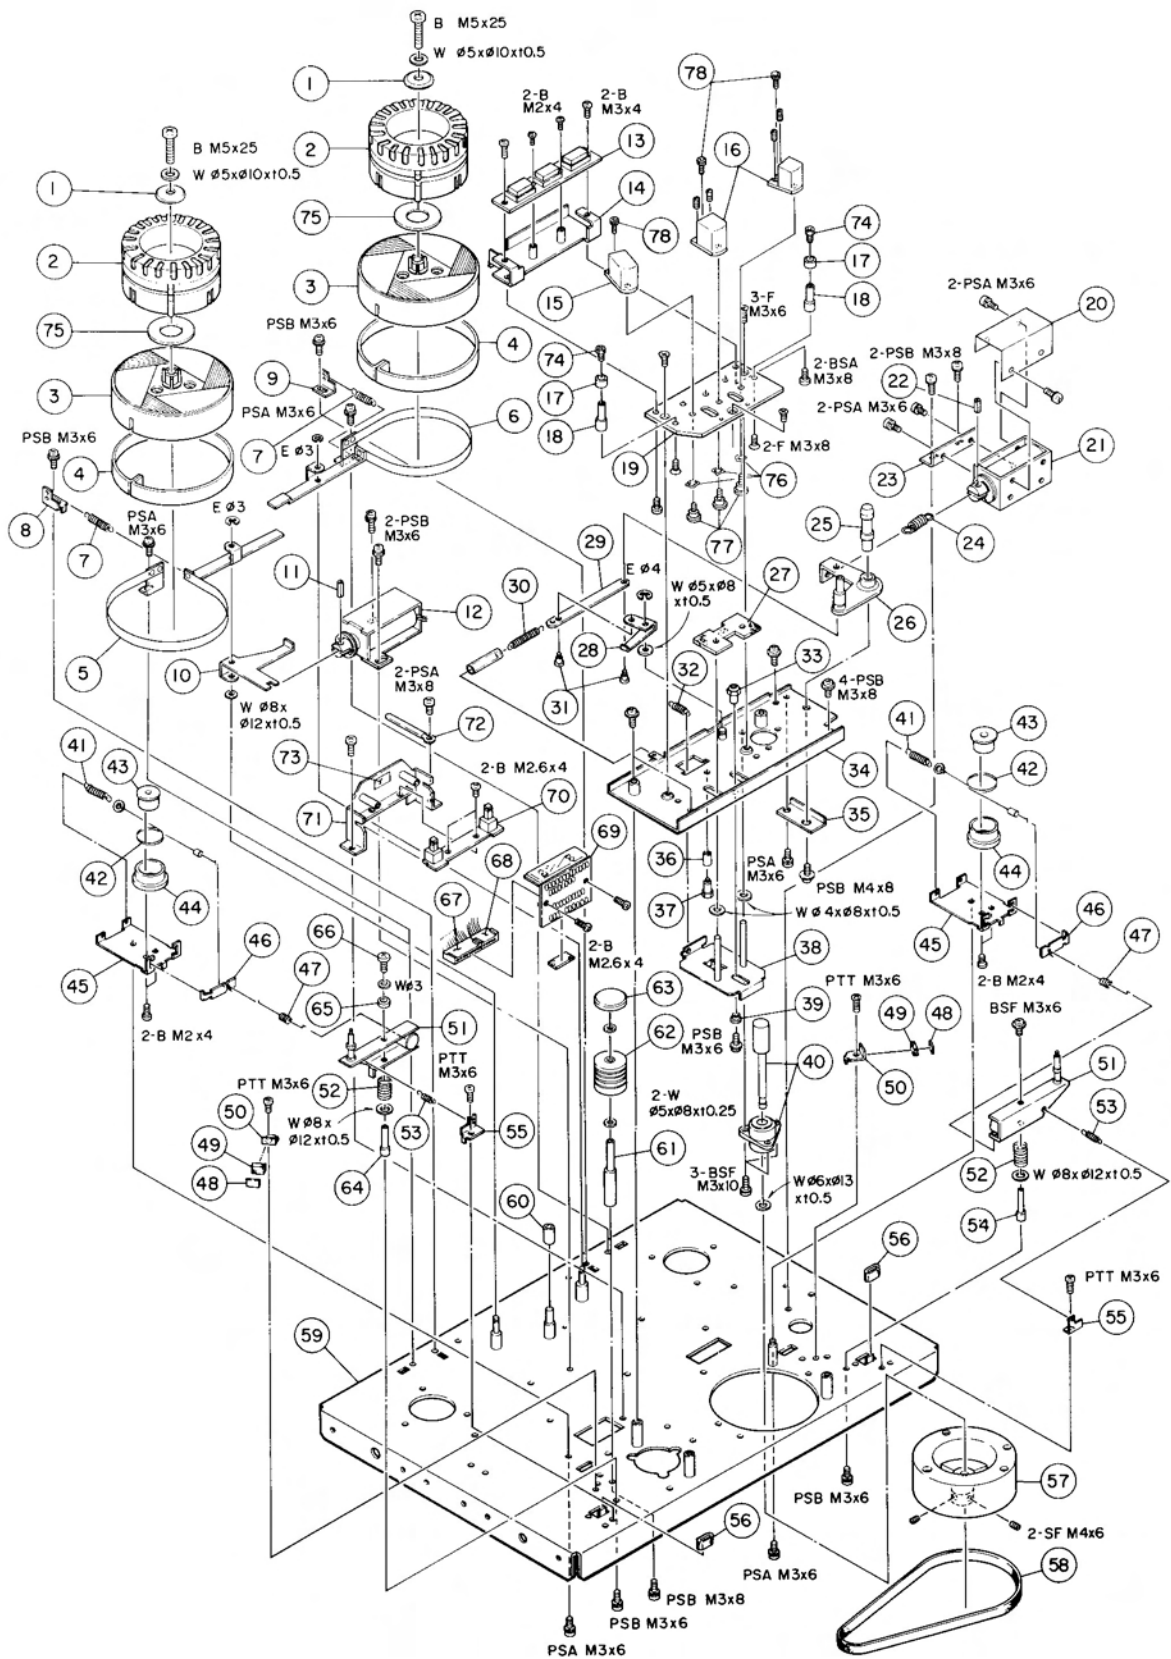 B M5x25
W Ø5xØ10xt0.5
1
78
2-B
M2x4
2-B
M3x4
B M5x25
13
2
16
W Ø5xØ10xt0.5
1
14
75
78
74
2
17
15
18
2-PSA M3x6
20
3
3-F
M3x6
PSB M3x6
75
4
74
2-PSB M3x8
2-BSA
M3x8
9
22
3
17
PSA M3x6
6
2-PSA M3x6
18
PSB M3x6
7
E Ø3
2-F M3x8
21
19
23
4
76
8
E Ø3
2-PSB
M3x6
25
24
PSA
M3x6
7
29
77
E Ø4
11
30
27
W Ø5xØ8
xt0.5
12
26
5
28
10
33
32
2-PSA
M3x8
31
4-PSB
M3x8
W Ø8x
Ø12xt0.5
41
43
72
41
43
73
34
42
2-B M2.6x4
70
71
35
69
42
36
68
44
PSA
M3x6
44
PSB M4x8
37
67
46
W Ø4xØ8xt0.5
66
46
45
47
2-B
M2.6x4
38
47
45
WØ3
PTT M3x6
65
63
2-B M2x4
51
39
49
48
BSF M3x6
2-B M2x4
PTT
M3x6
62
PSB
M3x6
51
PTT M3x6
52
40
50
2-W
Ø5xØ8xt0.25
50
W Ø8x
Ø12xt0.5
53
55
53
61
52
49
3-BSF
M3x10
W Ø6xØ13
xt0.5
W Ø8xØ12xt0.5
64
48
60
54
56
PTT M3x6
55
59
57
PSB M3x6
56
2-SF M4x6
PSA M3x6
58
PSB M3x8
PSB M3x6
PSA M3x6